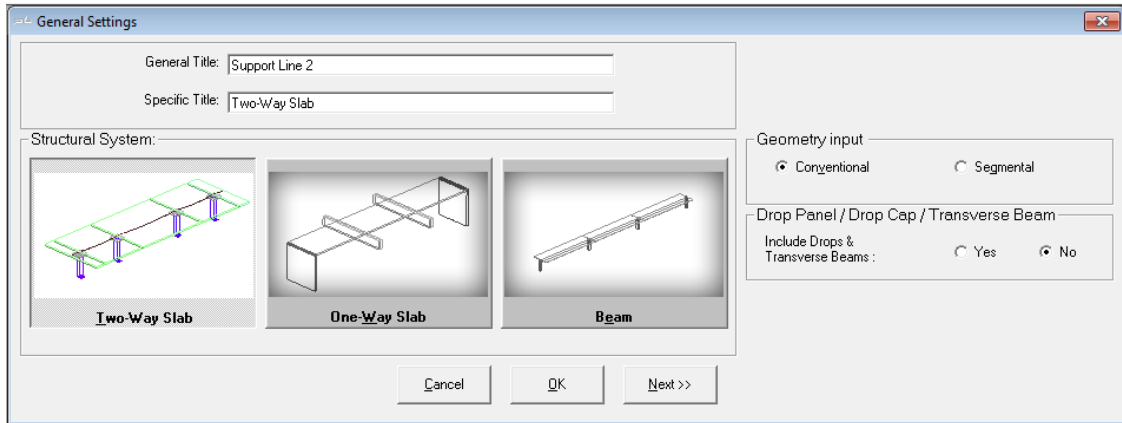 General Settings
General Title: Support Line 2
Specific Title: Two-Way Slab
Structural System:
Two-Way Slab
One-Way Slab
Beam
Geometry input
Conventional
Segmental
Drop Panel / Drop Cap / Transverse Beam
Include Drops &
Transverse Beams :
Yes
No
Cancel
OK
Next >>